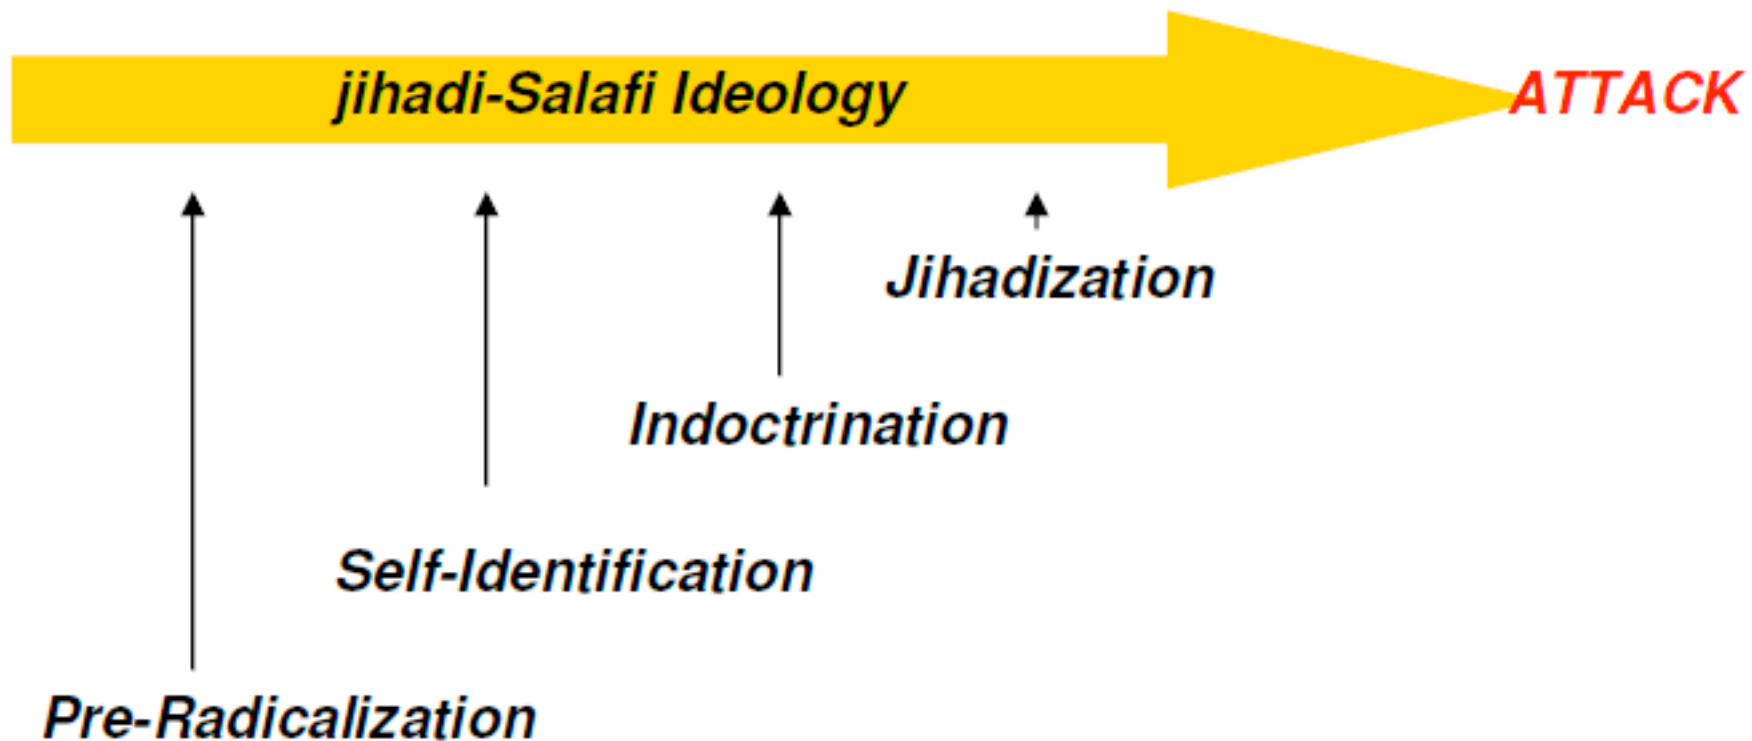 jihadi-Salafi Ideology
ATTACK
Jihadization
Indoctrination
Self-Identification
Pre-Radicalization